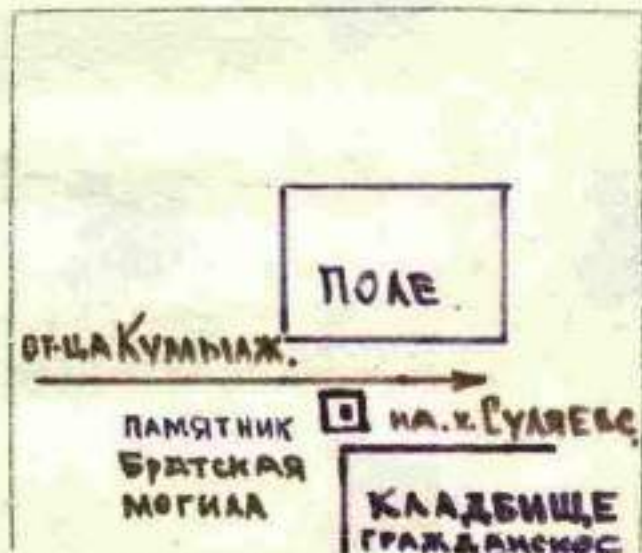 ПОЛЕ
ст-ца Кумылж.
ПАМЯТНИК
Братская
могила
на х. Суляевс
КЛАДБИЩЕ
ГРАЖДАНСКОЕ